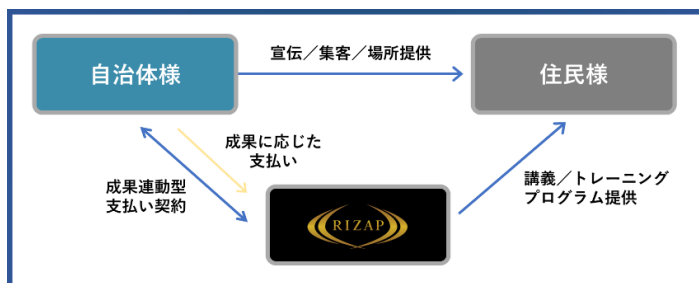 自治体様
宣伝／集客／場所提供
住民様
成果に応じた
支払い
成果連動型
支払い契約
RIZAP
講義／トレーニング
プログラム提供